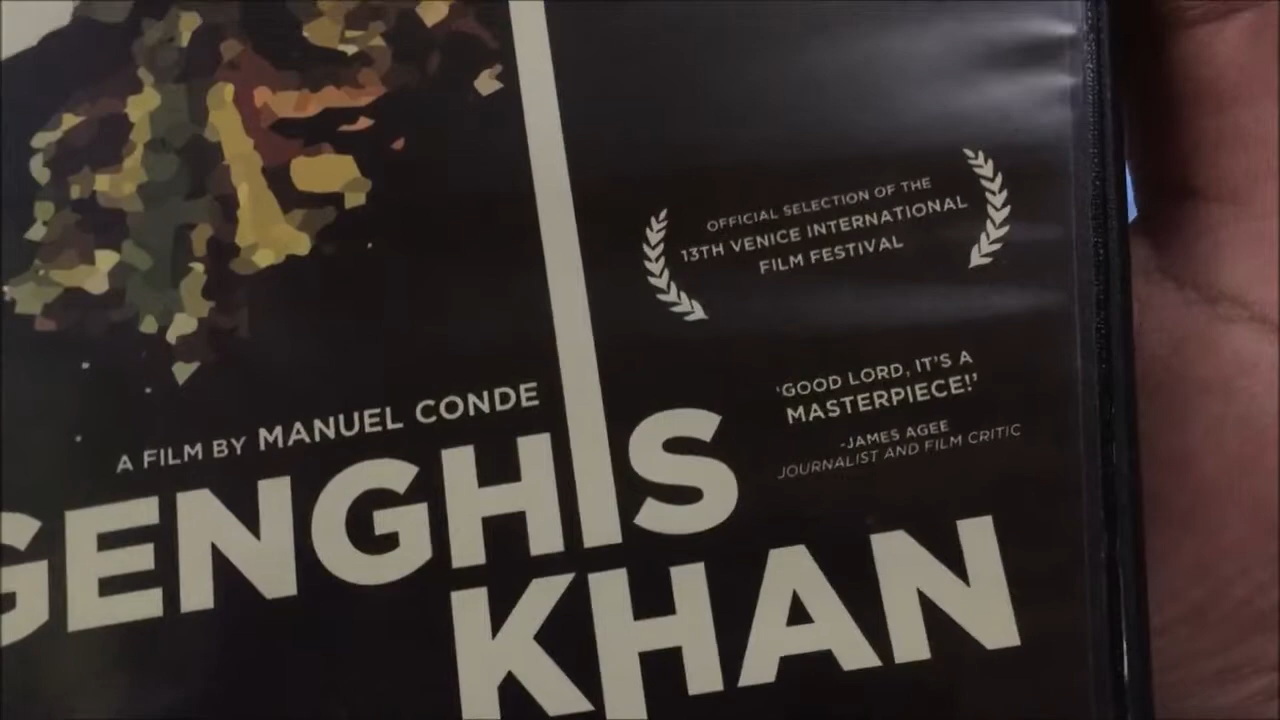 OFFICIAL SELECTION OF THE
13TH VENICE INTERNATIONAL
FILM FESTIVAL
'GOOD LORD, IT'S A
MASTERPIECE!'
-JAMES AGEE
JOURNALIST AND FILM CRITIC
A FILM BY MANUEL CONDE
GENGHIS
KHAN